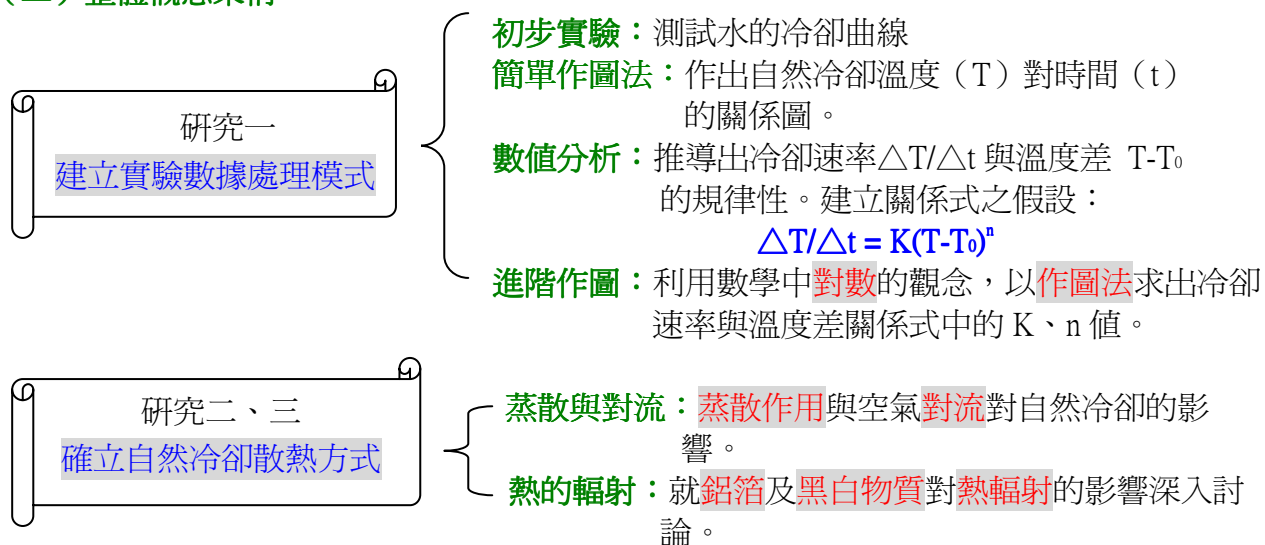 研究一
建立實驗數據處理模式
初步實驗：測試水的冷卻曲線
簡單作圖法：作出自然冷卻溫度（T）對時間（t）
的關係圖。
數值分析：推導出冷卻速率△T/△t 與溫度差 T-T₀
的規律性。建立關係式之假設：
△T/△t = K(T-T₀)ⁿ
進階作圖：利用數學中對數的觀念，以作圖法求出冷卻
速率與溫度差關係式中的 K、n 值。
研究二、三
確立自然冷卻散熱方式
蒸散與對流：蒸散作用與空氣對流對自然冷卻的影
響。
熱的輻射：就鋁箔及黑白物質對熱輻射的影響深入討
論。